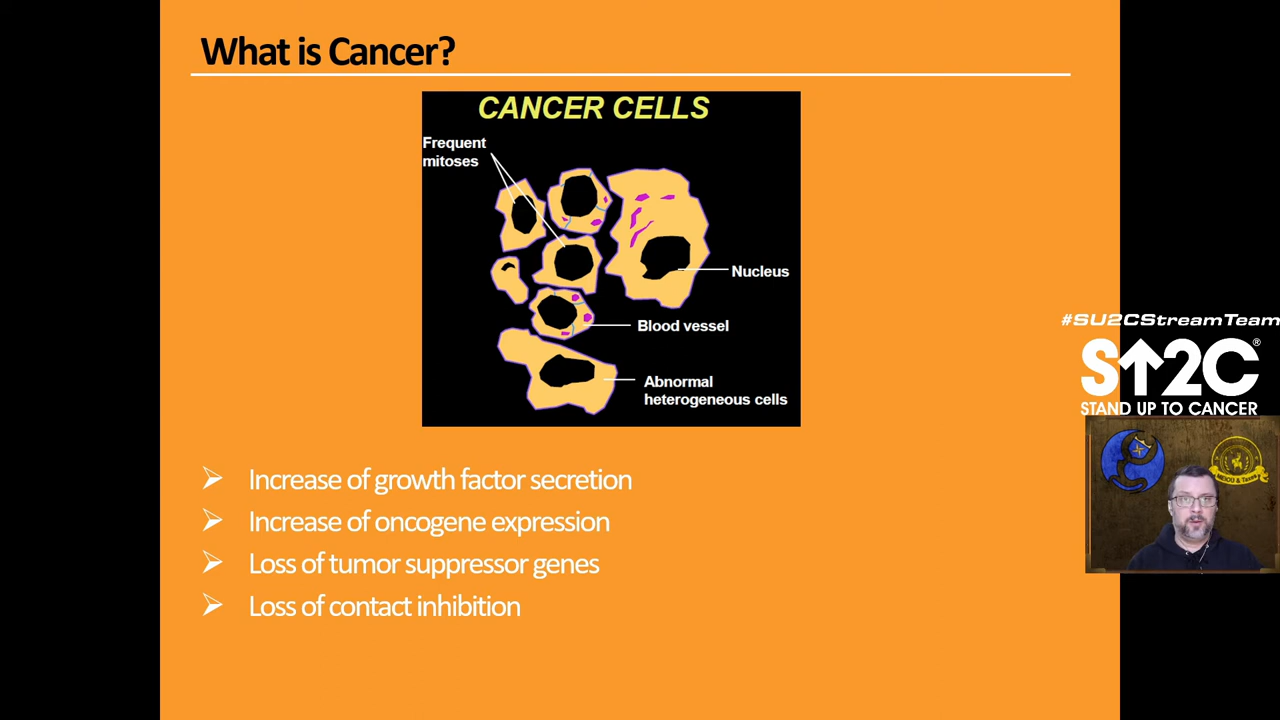 What is Cancer?
CANCER CELLS
Frequent
mitoses
Nucleus
Blood vessel
Abnormal
heterogeneous cells
Increase of growth factor secretion
Increase of oncogene expression
Loss of tumor suppressor genes
Loss of contact inhibition
#SU2CStreamTeam
S↑2C®
STAND UP TO CANCER